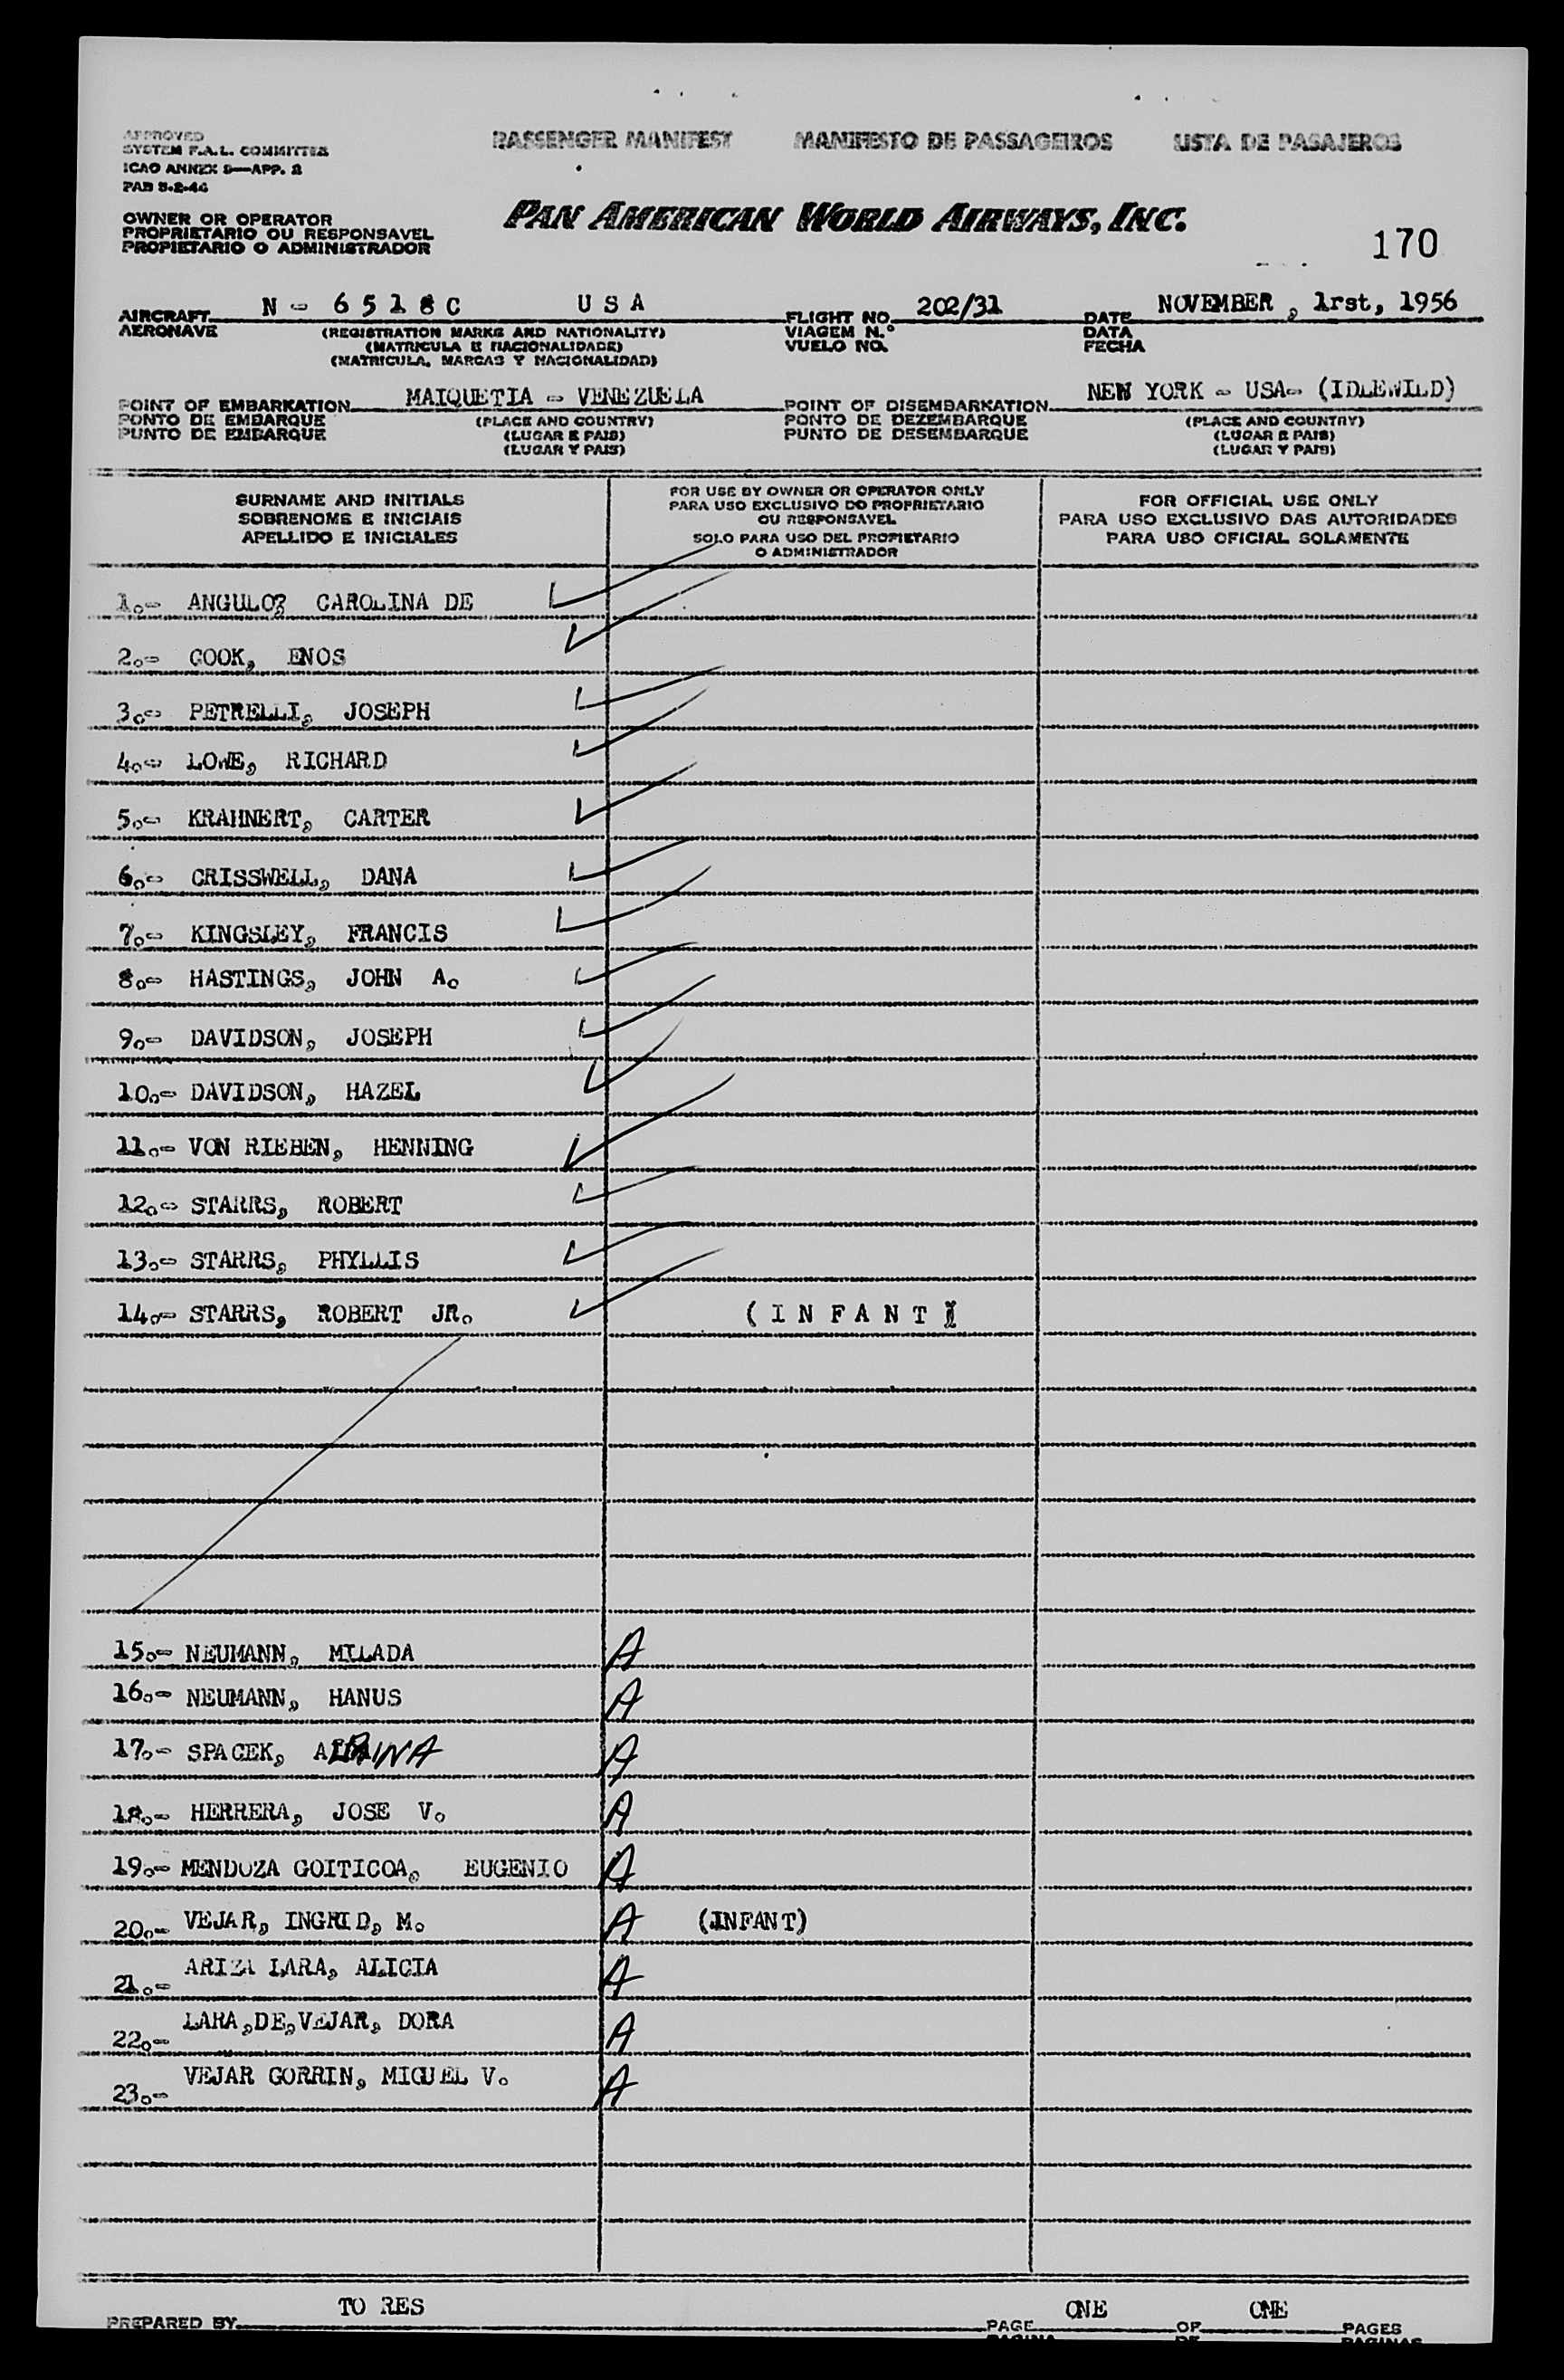 APPROVED
SYSTEM F.A.L. COMMITTEE
ICAO ANNEX 9—APP. 2
PAB 5-2-46
PASSENGER MANIFEST MANIFESTO DE PASSAGEIROS LISTA DE PASAJEROS
OWNER OR OPERATOR
PROPRIETARIO OU RESPONSAVEL
PROPIETARIO O ADMINISTRADOR
PAN AMERICAN WORLD AIRWAYS, INC.
170
AIRCRAFT N - 6518C USA FLIGHT NO. 202/31 DATE NOVEMBER , 1rst, 1956
AERONAVE (REGISTRATION MARKS AND NATIONALITY) VIAGEM N.° DATA
(MATRICULA E NACIONALIDADE) VUELO NO. FECHA
(MATRICULA, MARCAS Y NACIONALIDAD)
POINT OF EMBARKATION MAIQUETIA - VENEZUELA POINT OF DISEMBARKATION NEW YORK - USA- (IDLEWILD)
PONTO DE EMBARQUE (PLACE AND COUNTRY) PONTO DE DEZEMBARQUE (PLACE AND COUNTRY)
PUNTO DE EMBARQUE (LUGAR E PAIS) PUNTO DE DESEMBARQUE (LUGAR E PAIS)
(LUGAR Y PAIS) (LUGAR Y PAIS)
SURNAME AND INITIALS
SOBRENOME E INICIAIS
APELLIDO E INICIALES
FOR USE BY OWNER OR OPERATOR ONLY
PARA USO EXCLUSIVO DO PROPRIETARIO
OU RESPONSAVEL
SOLO PARA USO DEL PROPIETARIO
O ADMINISTRADOR
FOR OFFICIAL USE ONLY
PARA USO EXCLUSIVO DAS AUTORIDADES
PARA USO OFICIAL SOLAMENTE
1.- ANGULO, CAROLINA DE
2.- COOK, ENOS
3.- PETRELLI, JOSEPH
4.- LOWE, RICHARD
5.- KRAHNERT, CARTER
6.- CRISSWELL, DANA
7.- KINGSLEY, FRANCIS
8.- HASTINGS, JOHN A.
9.- DAVIDSON, JOSEPH
10.- DAVIDSON, HAZEL
11.- VON RIEBEN, HENNING
12.- STARRS, ROBERT
13.- STARRS, PHYLLIS
14.- STARRS, ROBERT JR. (INFANT)
15.- NEUMANN, MILADA A
16.- NEUMANN, HANUS A
17.- SPACEK, A
18.- HERRERA, JOSE V. A
19.- MENDOZA GOITICOA, EUGENIO A
20.- VEJAR, INGRID, M. A (INFANT)
21.- ARIZA LARA, ALICIA A
22.- LARA,DE,VEJAR, DORA A
23.- VEJAR GORRIN, MIGUEL V. A
PREPARED BY TO RES PAGE ONE OF ONE PAGES
PAGINA DE PAGINAS